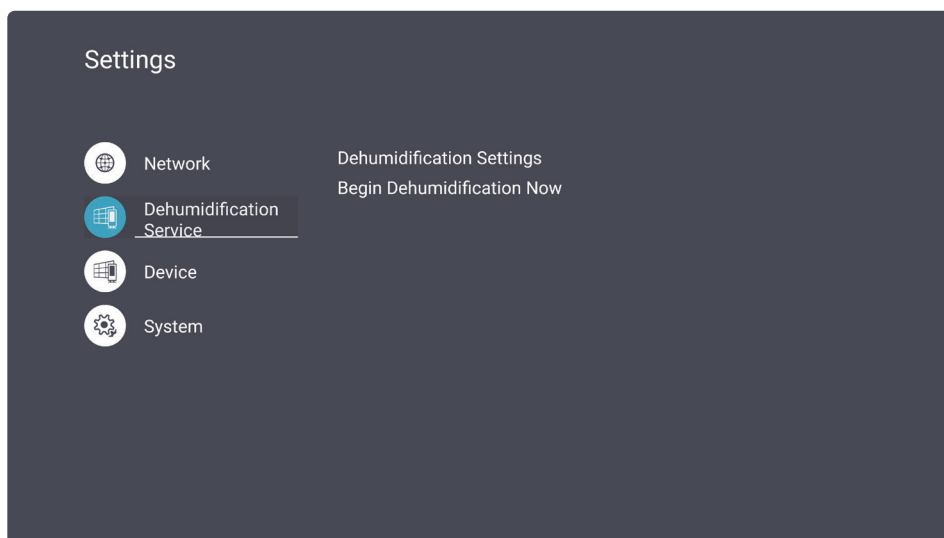 Settings
Network
Dehumidification
Service
Device
System
Dehumidification Settings
Begin Dehumidification Now